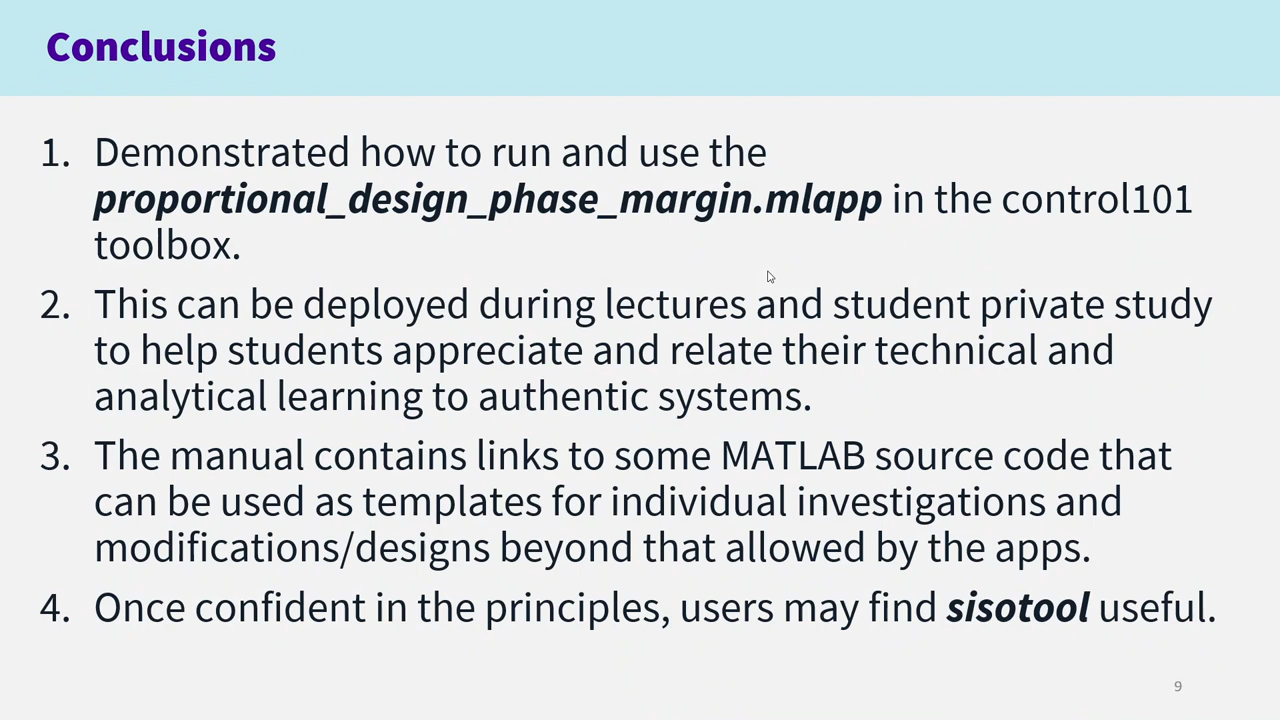 Conclusions
1. Demonstrated how to run and use the
proportional_design_phase_margin.mlapp in the control101
toolbox.
2. This can be deployed during lectures and student private study
to help students appreciate and relate their technical and
analytical learning to authentic systems.
3. The manual contains links to some MATLAB source code that
can be used as templates for individual investigations and
modifications/designs beyond that allowed by the apps.
4. Once confident in the principles, users may find sisotool useful.
9